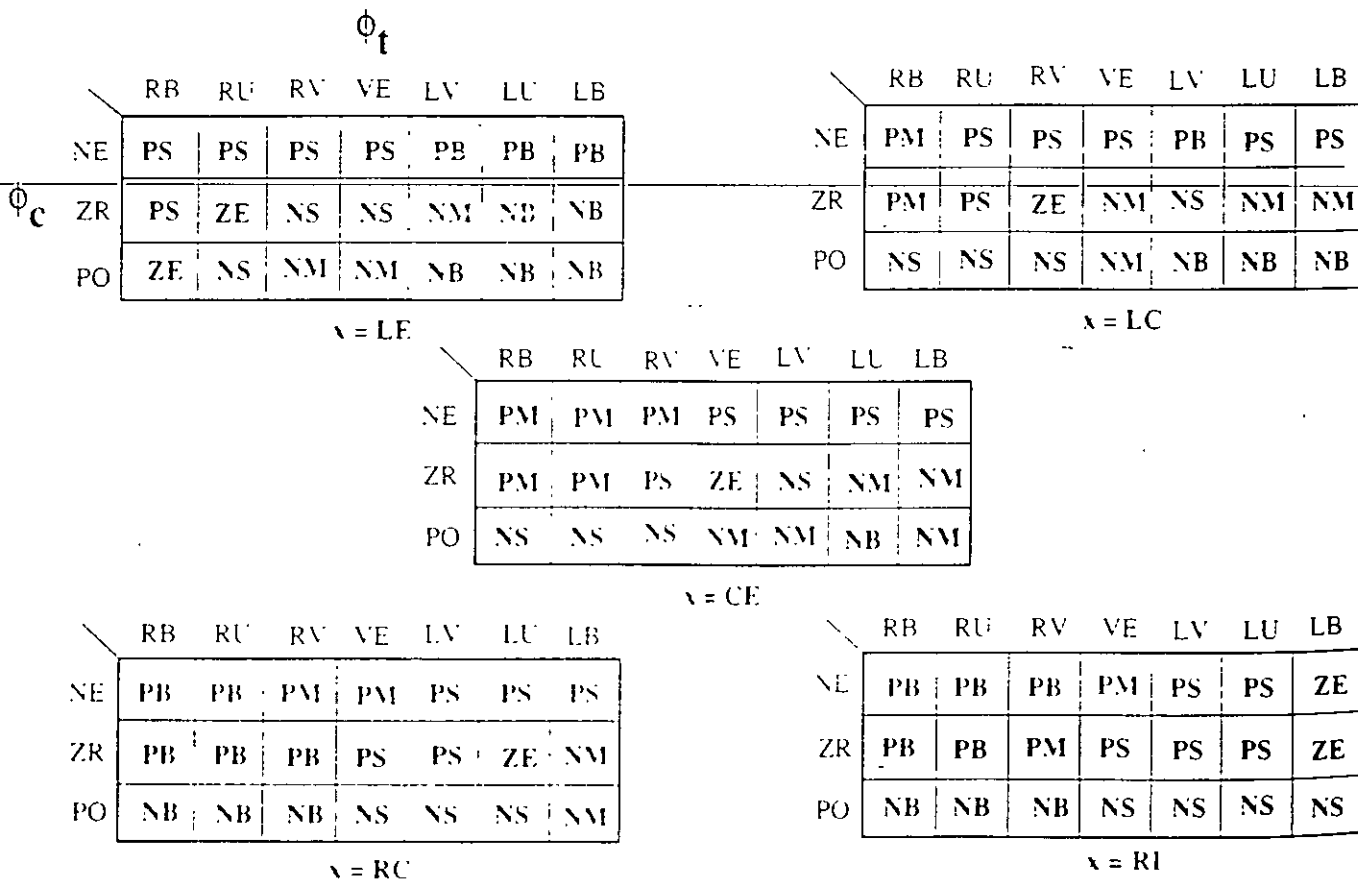 ϕt
RB RU RV VE LV LU LB
NE PS PS PS PS PB PB PB
ϕc ZR PS ZE NS NS NM NB NB
PO ZE NS NM NM NB NB NB
x = LE
RB RU RV VE LV LU LB
NE PM PS PS PS PB PS PS
ZR PM PS ZE NM NS NM NM
PO NS NS NS NM NB NB NB
x = LC
RB RU RV VE LV LU LB
NE PM PM PM PS PS PS PS
ZR PM PM PS ZE NS NM NM
PO NS NS NS NM NM NB NM
x = CE
RB RU RV VE LV LU LB
NE PB PB PM PM PS PS PS
ZR PB PB PB PS PS ZE NM
PO NB NB NB NS NS NS NM
x = RC
RB RU RV VE LV LU LB
NE PB PB PB PM PS PS ZE
ZR PB PB PM PS PS PS ZE
PO NB NB NB NS NS NS NS
x = RI